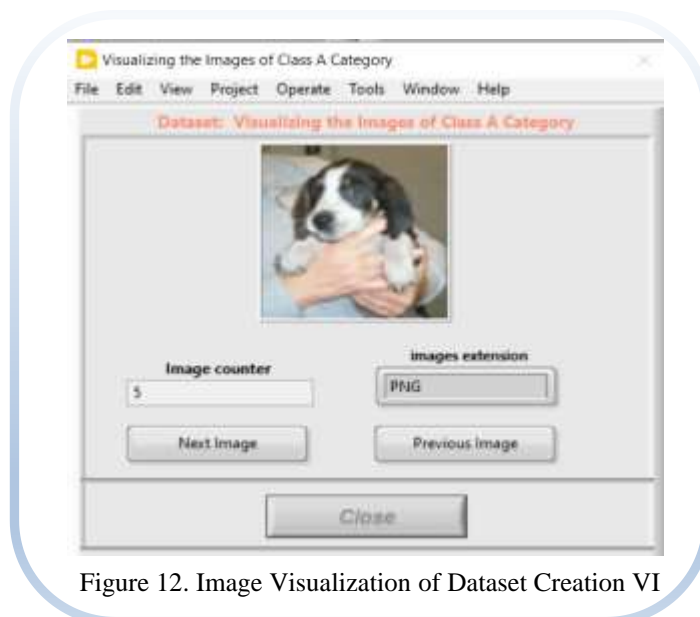 Visualizing the Images of Class A Category
File Edit View Project Operate Tools Window Help
Dataset: Visualizing the Images of Class A Category
Image counter
images extension
5
PNG
Next Image
Previous Image
Close
Figure 12. Image Visualization of Dataset Creation VI